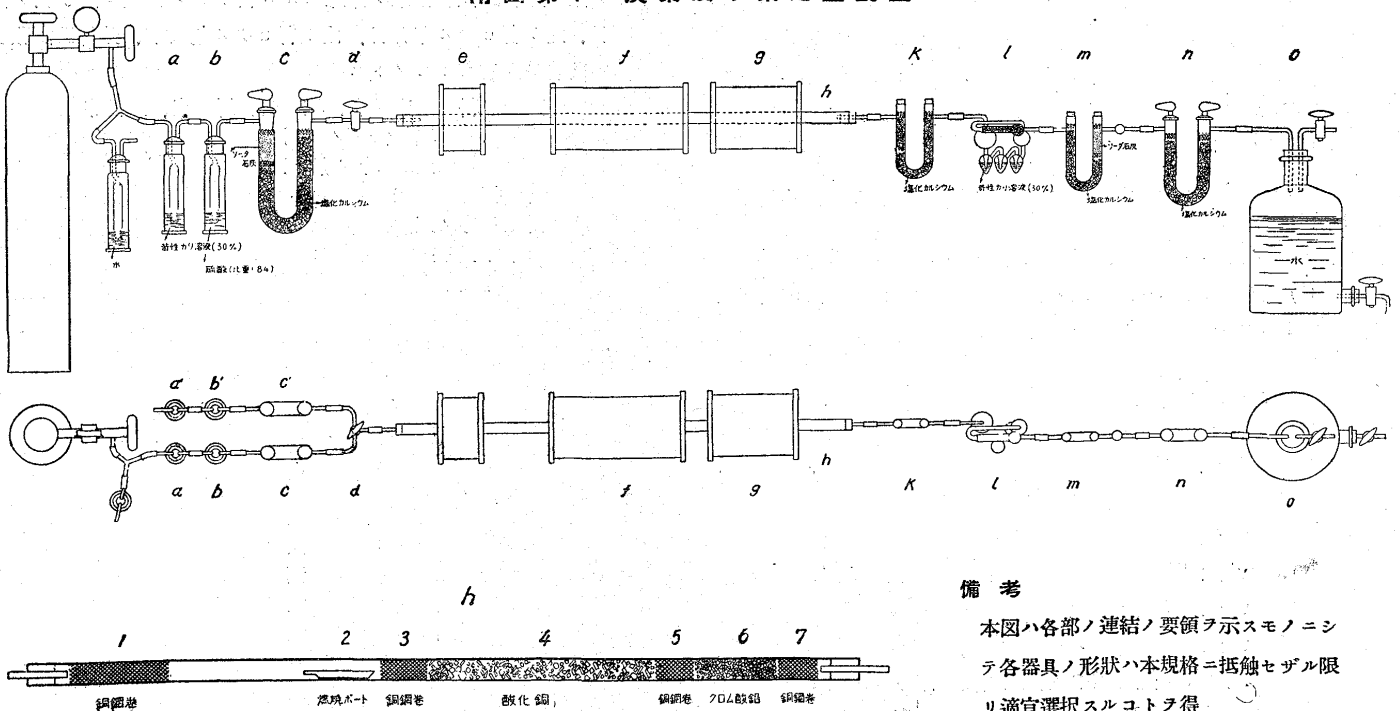 a b c d e f g h k l m n o
ソーダ
石灰
塩化カルシウム
水
苛性カリ溶液(30%)
硫酸(比重1.84)
塩化カルシウム
苛性カリ溶液(30%)
ソーダ石灰
塩化カルシウム
塩化カルシウム
水
a' b' c'
a b c d f g h k l m n o
h
1 2 3 4 5 6 7
銅網巻 燃焼ボート 銅網巻 酸化銅 銅網巻 クロム酸鉛 銅網巻
備考
本図ハ各部ノ連結ノ要領ヲ示スモノニシ
テ各器具ノ形状ハ本規格ニ抵触セザル限
リ適宜選択スルコトヲ得